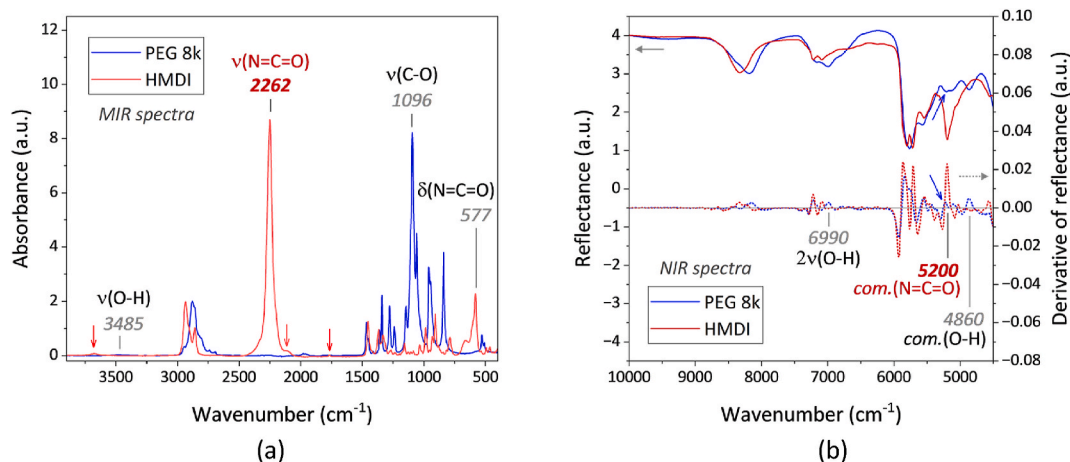 12
10
8
6
4
2
0
Absorbance (a.u.)
PEG 8k
HMDI
MIR spectra
ν(N=C=O)
2262
ν(C-O)
1096
δ(N=C=O)
577
ν(O-H)
3485
3500 3000 2500 2000 1500 1000 500
Wavenumber (cm-1)
(a)
4
3
2
1
0
−1
−2
−3
−4
Reflectance (a.u.)
0.10
0.08
0.06
0.04
0.02
0.00
−0.02
−0.04
−0.06
−0.08
Derivative of reflectance (a.u.)
6990
2ν(O-H)
5200
com.(N=C=O)
4860
com.(O-H)
NIR spectra
PEG 8k
HMDI
10000 9000 8000 7000 6000 5000
Wavenumber (cm-1)
(b)